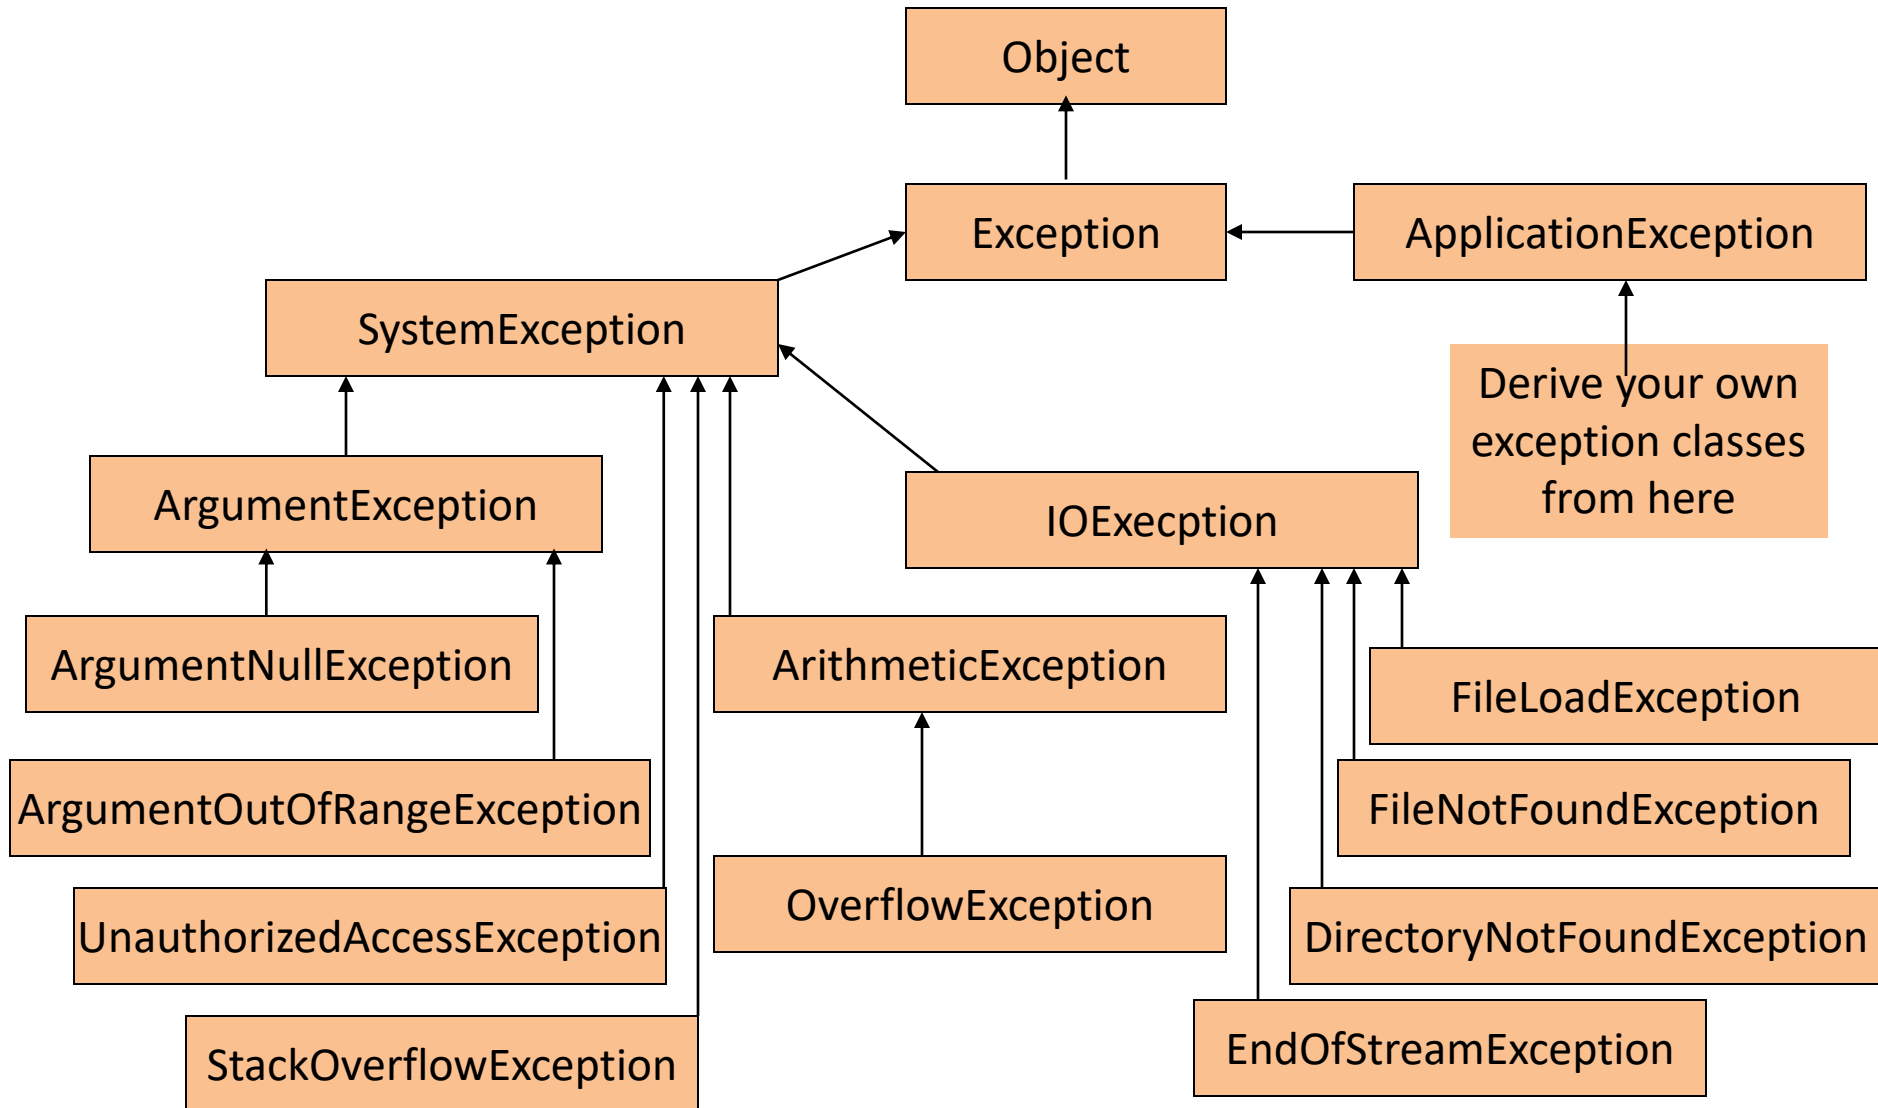 Object
Exception
ApplicationException
SystemException
Derive your own
exception classes
from here
ArgumentException
IOExecption
ArgumentNullException
ArithmeticException
FileLoadException
ArgumentOutOfRangeException
FileNotFoundException
OverflowException
UnauthorizedAccessException
DirectoryNotFoundException
StackOverflowException
EndOfStreamException